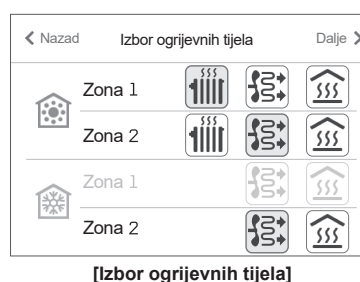 Nazad Izbor ogrijevnih tijela Dalje
Zona 1
Zona 2
Zona 1
Zona 2
[Izbor ogrijevnih tijela]